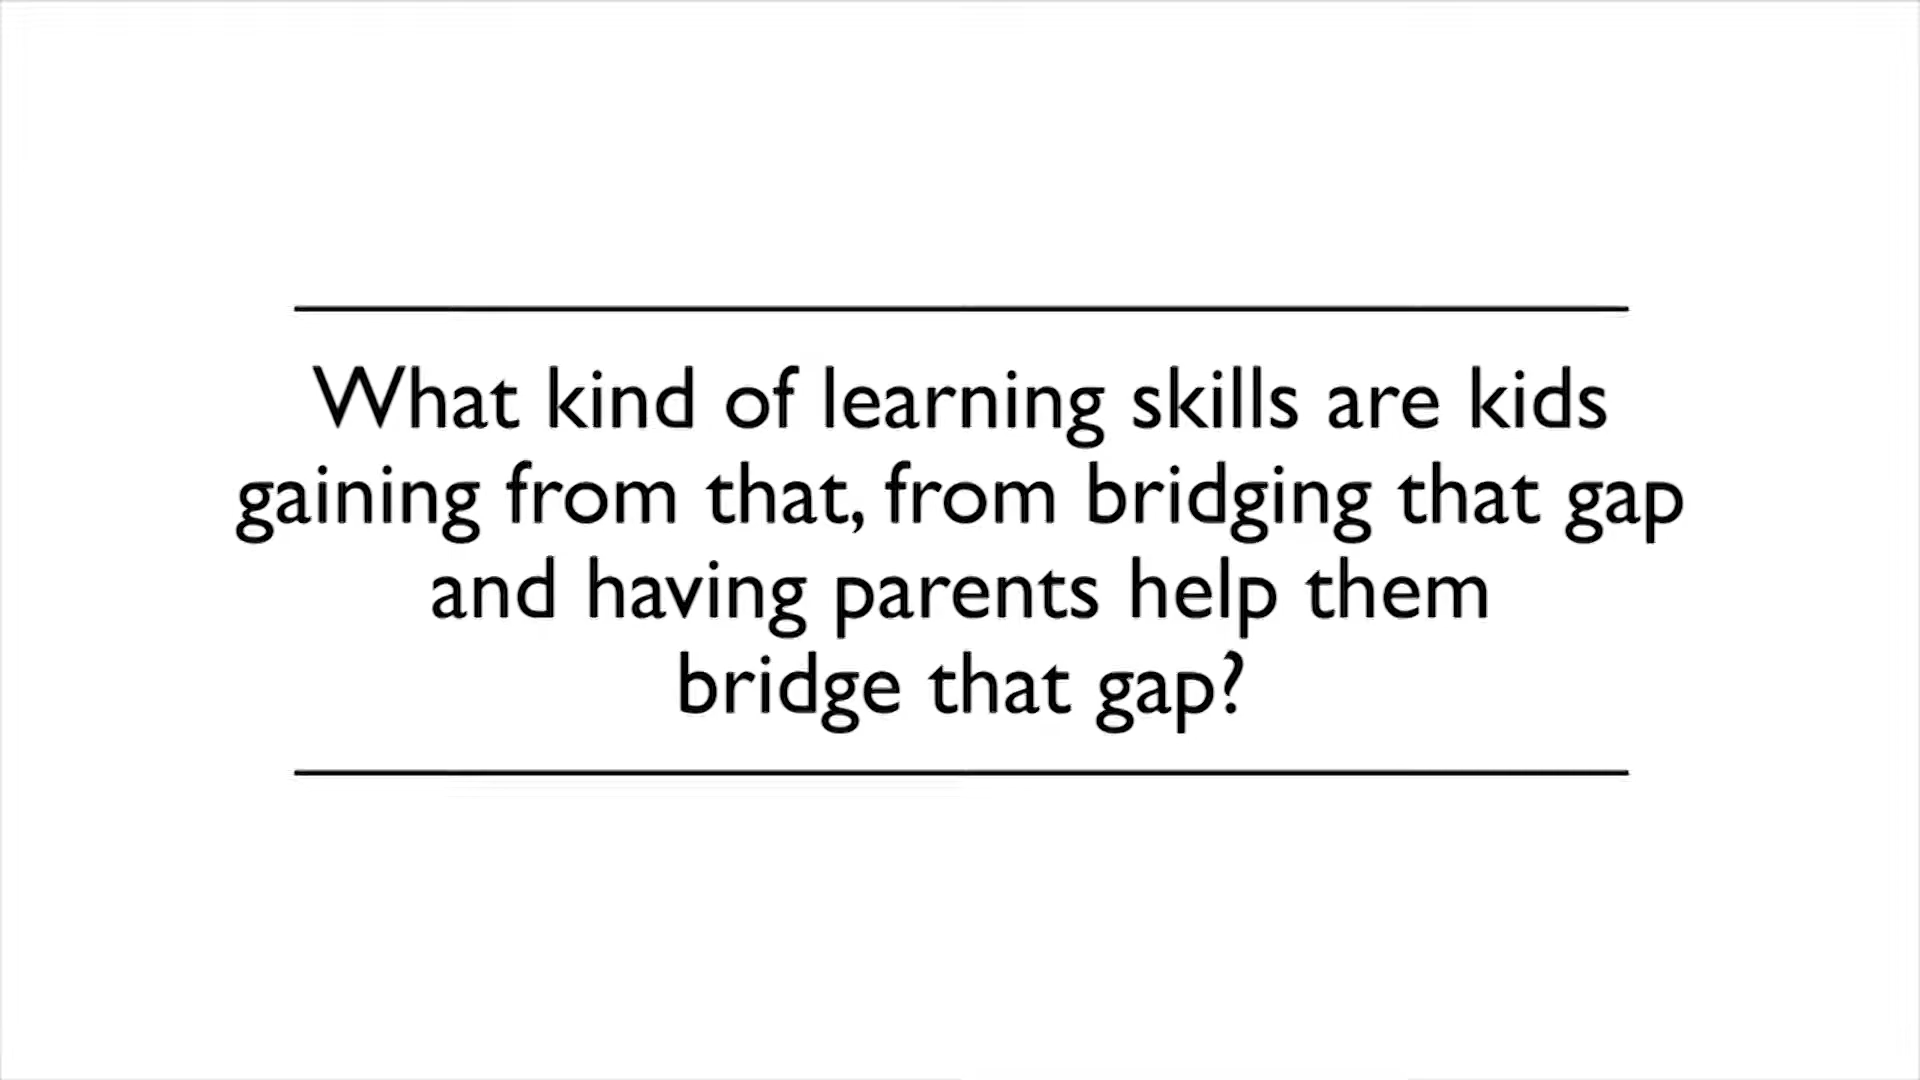 What kind of learning skills are kids
gaining from that, from bridging that gap
and having parents help them
bridge that gap?